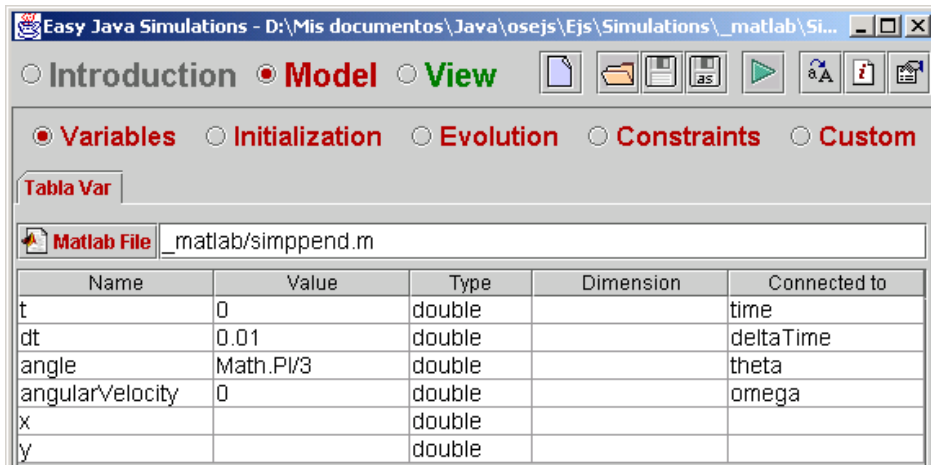 Easy Java Simulations - D:\Mis documentos\Java\osejs\Ejs\Simulations\_matlab\Si...
Introduction Model View as aA i
Variables Initialization Evolution Constraints Custom
Tabla Var
Matlab File _matlab/simppend.m
Name Value Type Dimension Connected to
t 0 double time
dt 0.01 double deltaTime
angle Math.PI/3 double theta
angularVelocity 0 double omega
x double
y double